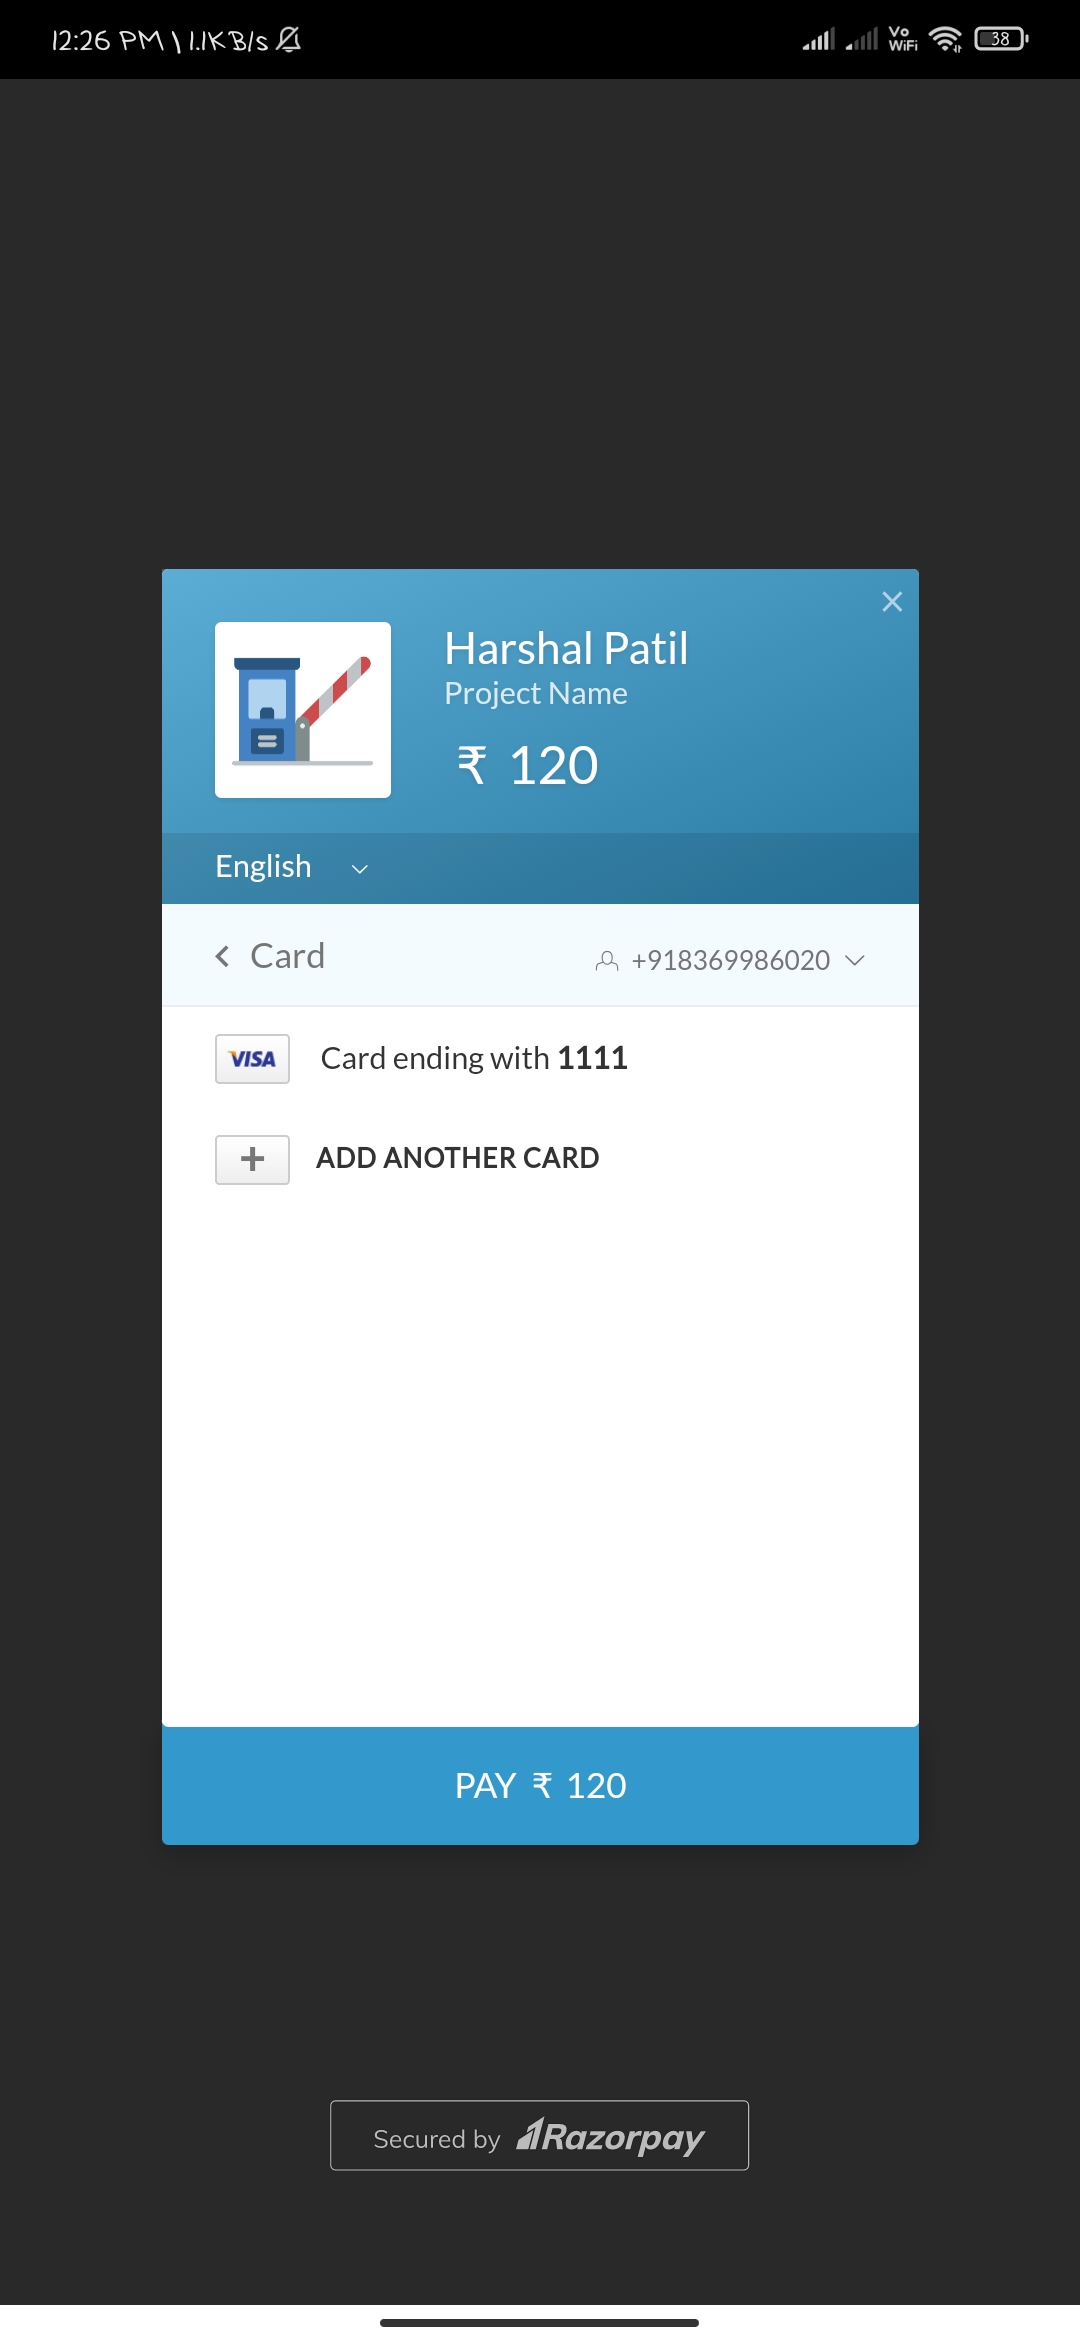 12:26 PM | 1.1KB/s
Vo
WiFi
38
Harshal Patil
Project Name
₹ 120
English
Card
+918369986020
VISA
Card ending with 1111
ADD ANOTHER CARD
PAY ₹ 120
Secured by Razorpay